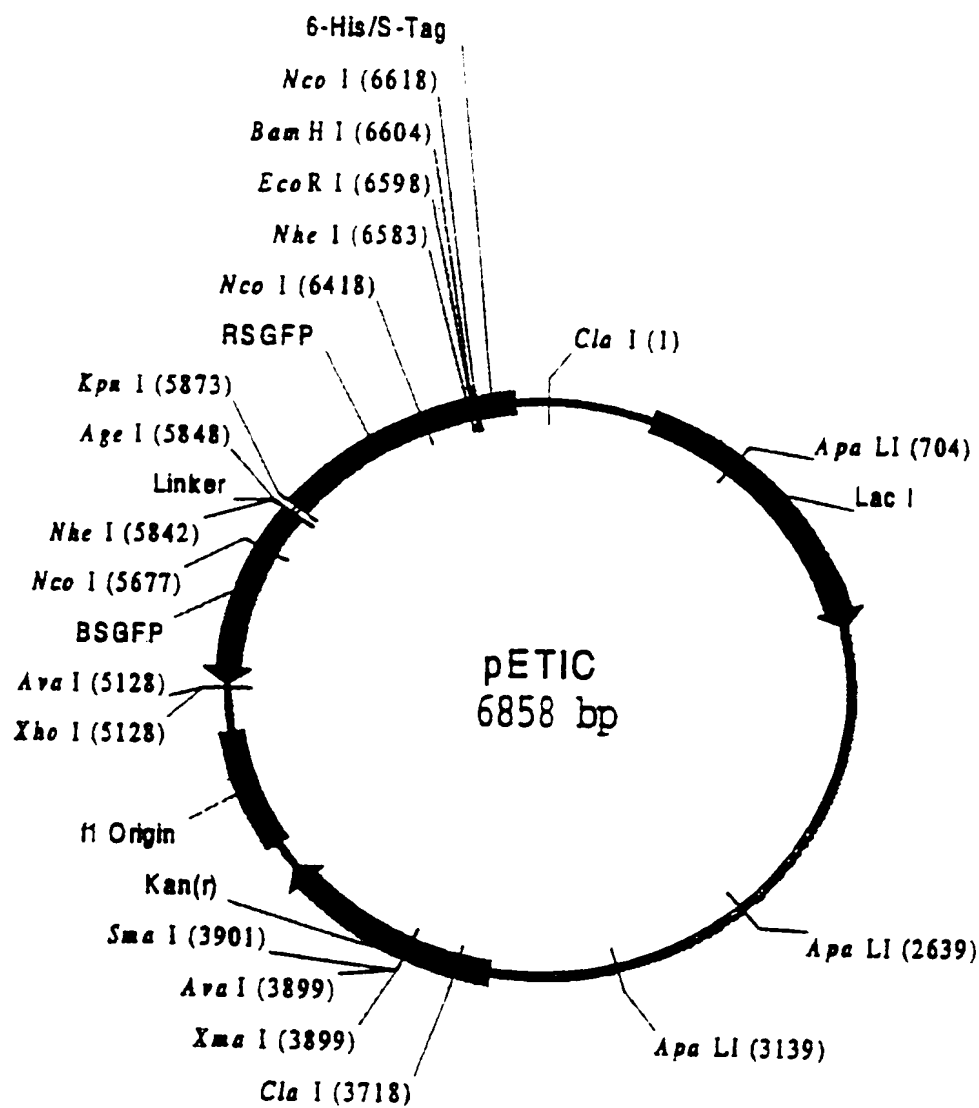 6-His/S-Tag
Nco I (6618)
BamH I (6604)
EcoR I (6598)
Nhe I (6583)
Nco I (6418)
RSGFP
Kpn I (5873)
Age I (5848)
Linker
Nhe I (5842)
Nco I (5677)
BSGFP
Ava I (5128)
Xho I (5128)
f1 Origin
Kan(r)
Sma I (3901)
Ava I (3899)
Xma I (3899)
Cla I (3718)
Cla I (1)
Apa LI (704)
Lac I
pETIC
6858 bp
Apa LI (2639)
Apa LI (3139)